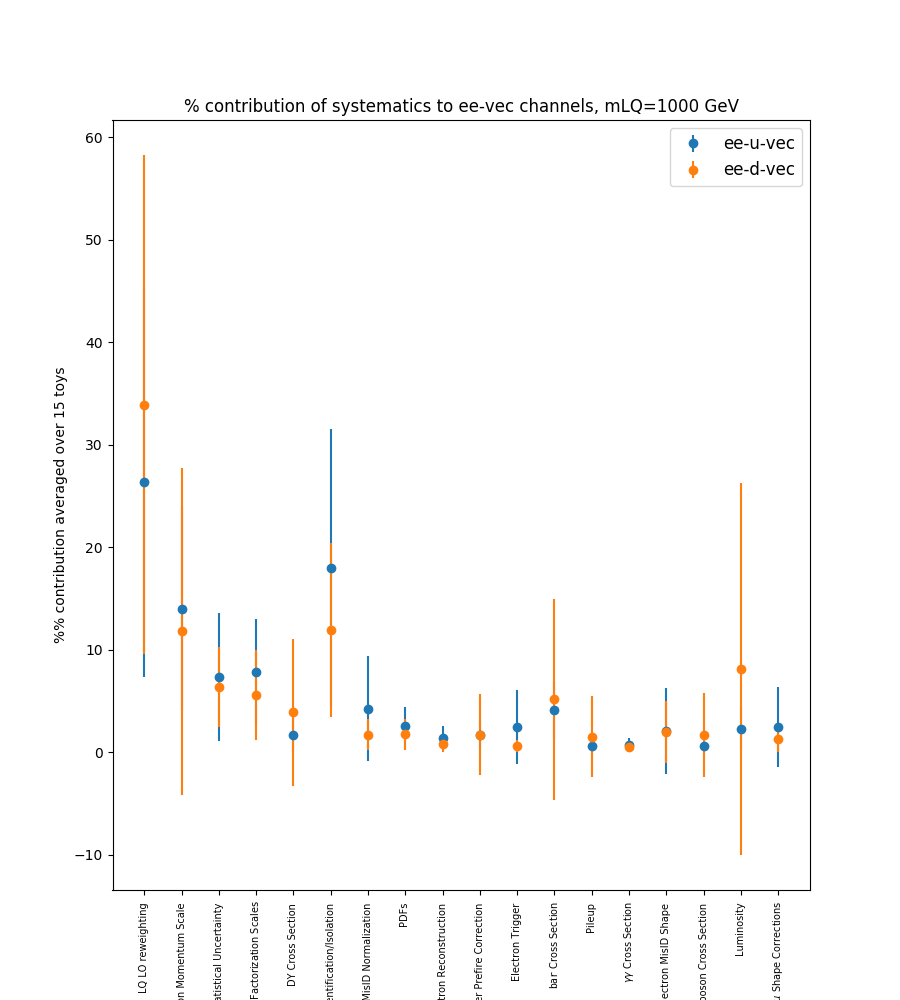 % contribution of systematics to ee-vec channels, mLQ=1000 GeV
ee-u-vec
ee-d-vec
%% contribution averaged over 15 toys
60
50
40
30
20
10
0
−10
LQ LO reweighting
on Momentum Scale
atistical Uncertainty
Factorization Scales
DY Cross Section
entification/Isolation
MisID Normalization
PDFs
tron Reconstruction
er Prefire Correction
Electron Trigger
bar Cross Section
Pileup
γγ Cross Section
ectron MisID Shape
boson Cross Section
Luminosity
Shape Corrections